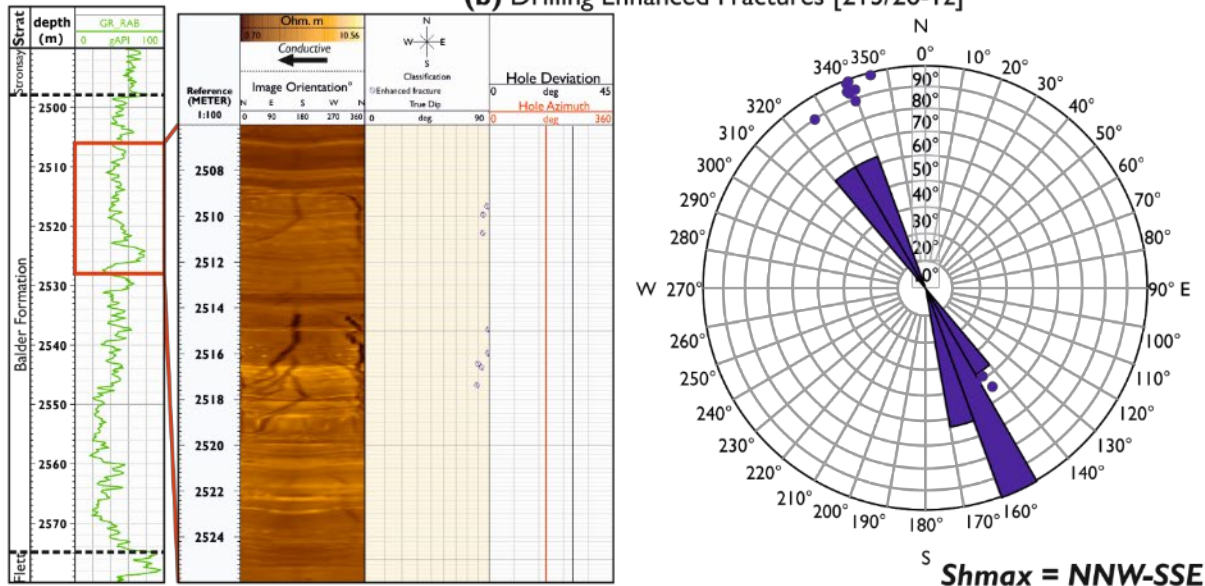 (b) Drilling Enhanced Fractures [213/26-12]
Strat
depth
(m)
GR_RAB
0 gAPI 100
Stronsay
Balder Formation
Flett
2500
2510
2520
2530
2540
2550
2560
2570
Reference
(METER)
1:100
Ohm. m
0.70 10.56
Conductive
Image Orientation°
N E S W N
0 90 180 270 360
N
W E
S
Classification
Enhanced fracture
True Dip
0 deg. 90
Hole Deviation
0 deg 45
Hole Azimuth
0 deg 360
2508
2510
2512
2514
2516
2518
2520
2522
2524
N
0°
10°
20°
30°
40°
50°
60°
70°
80°
90° E
100°
110°
120°
130°
140°
160°
170°
180°
190°
200°
210°
220°
230°
240°
250°
260°
W 270°
280°
290°
300°
310°
320°
340°
350°
90°
80°
70°
60°
50°
40°
30°
20°
0°
S
Shmax = NNW-SSE